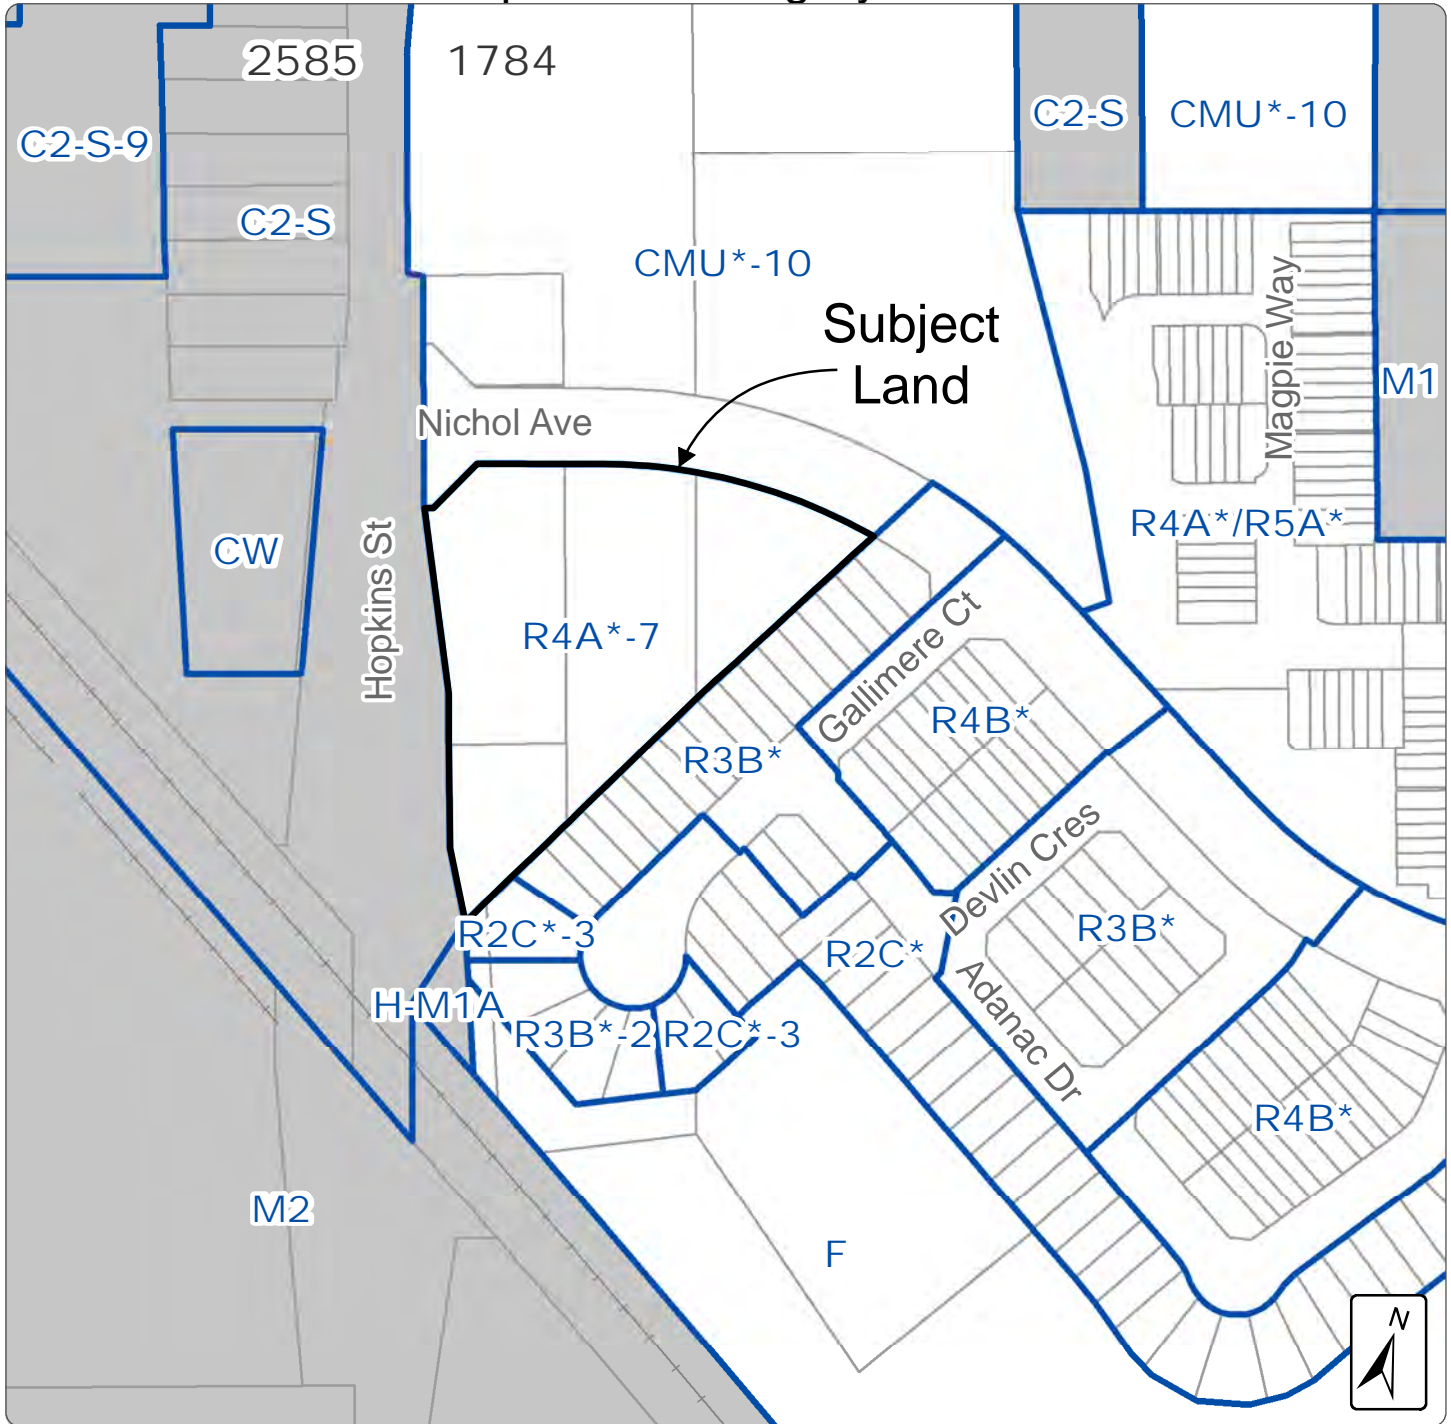 2585
1784
C2-S-9
C2-S
CMU*-10
C2-S
CMU*-10
Subject
Land
Magpie Way
M1
Nichol Ave
R4A*/R5A*
CW
Hopkins St
R4A*-7
Gallimere Ct
R4B*
R3B*
Devlin Cres
R2C*-3
R2C*
R3B*
H-M1A
R3B*-2
R2C*-3
Adanac Dr
R4B*
M2
F
N